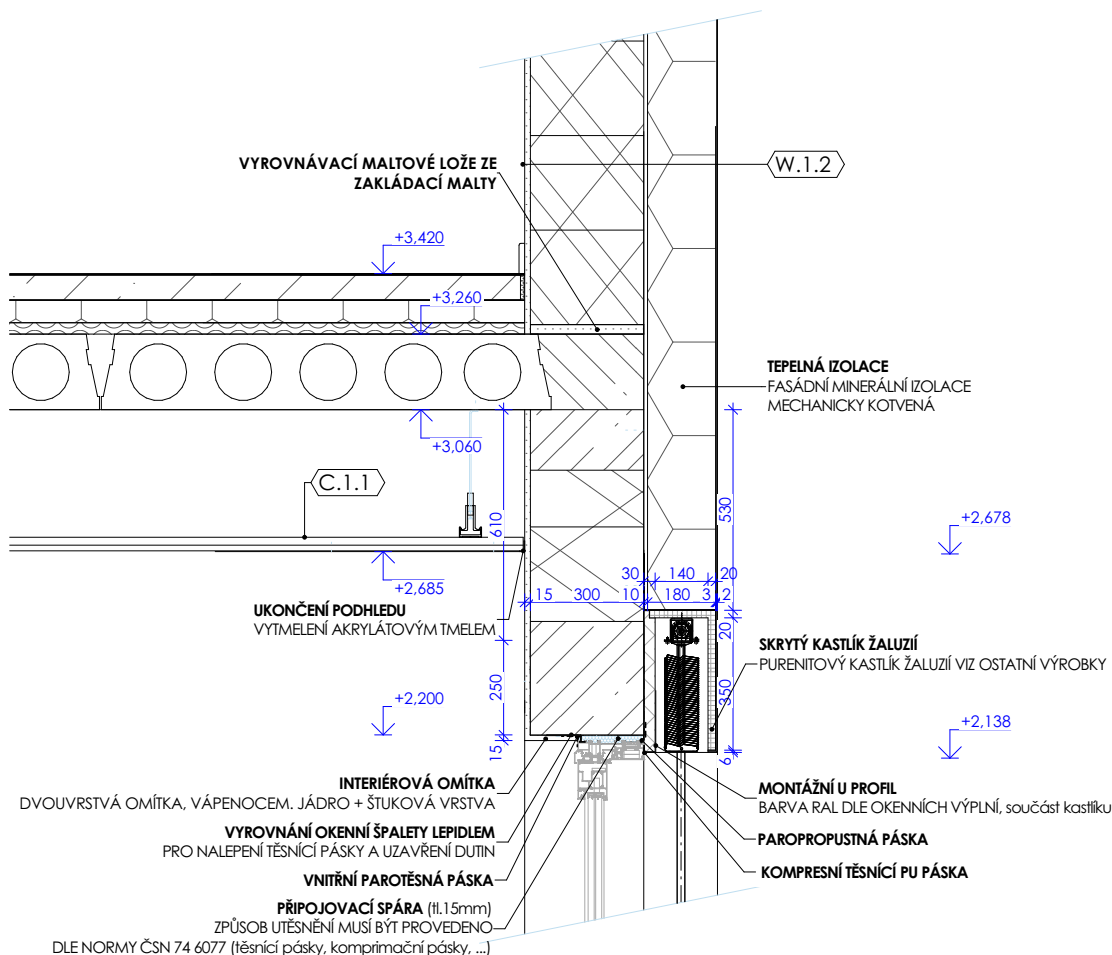 VYROVNÁVACÍ MALTOVÉ LOŽE ZE
ZAKLÁDACÍ MALTY
W.1.2
+3,420
+3,260
TEPELNÁ IZOLACE
FASÁDNÍ MINERÁLNÍ IZOLACE
MECHANICKY KOTVENÁ
+3,060
C.1.1
610
530
+2,678
+2,685
30 140 20
15 300 10 180 3 2
UKONČENÍ PODHLEDU
VYTMELENÍ AKRYLÁTOVÝM TMELEM
20
SKRYTÝ KASTLÍK ŽALUZIÍ
PURENITOVÝ KASTLÍK ŽALUZIÍ VIZ OSTATNÍ VÝROBKY
250
350
+2,200
+2,138
15
6
INTERIÉROVÁ OMÍTKA
DVOUVRSTVÁ OMÍTKA, VÁPENOCEM. JÁDRO + ŠTUKOVÁ VRSTVA
MONTÁŽNÍ U PROFIL
BARVA RAL DLE OKENNÍCH VÝPLNÍ, součást kastlíku
VYROVNÁNÍ OKENNÍ ŠPALETY LEPIDLEM
PRO NALEPENÍ TĚSNÍCÍ PÁSKY A UZAVŘENÍ DUTIN
PAROPROPUSTNÁ PÁSKA
VNITŘNÍ PAROTĚSNÁ PÁSKA
KOMPRESNÍ TĚSNÍCÍ PU PÁSKA
PŘIPOJOVACÍ SPÁRA (tl.15mm)
ZPŮSOB UTĚSNĚNÍ MUSÍ BÝT PROVEDENO
DLE NORMY ČSN 74 6077 (těsnící pásky, komprimační pásky, ...)